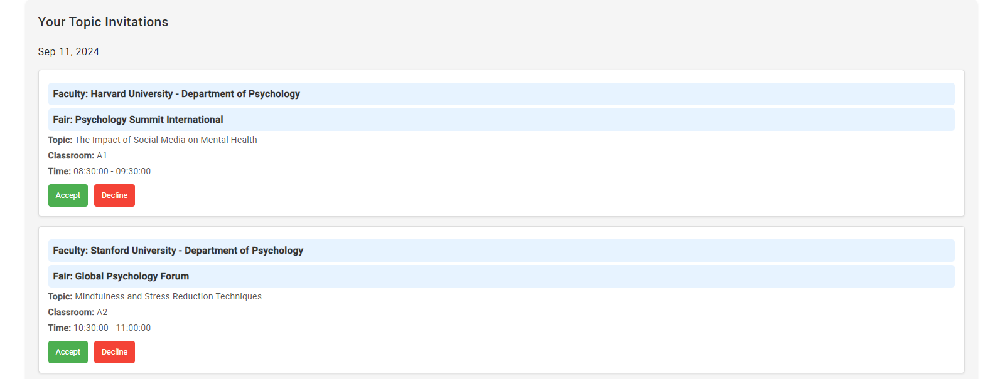 Your Topic Invitations
Sep 11, 2024
Faculty: Harvard University - Department of Psychology
Fair: Psychology Summit International
Topic: The Impact of Social Media on Mental Health
Classroom: A1
Time: 08:30:00 - 09:30:00
Accept Decline
Faculty: Stanford University - Department of Psychology
Fair: Global Psychology Forum
Topic: Mindfulness and Stress Reduction Techniques
Classroom: A2
Time: 10:30:00 - 11:00:00
Accept Decline